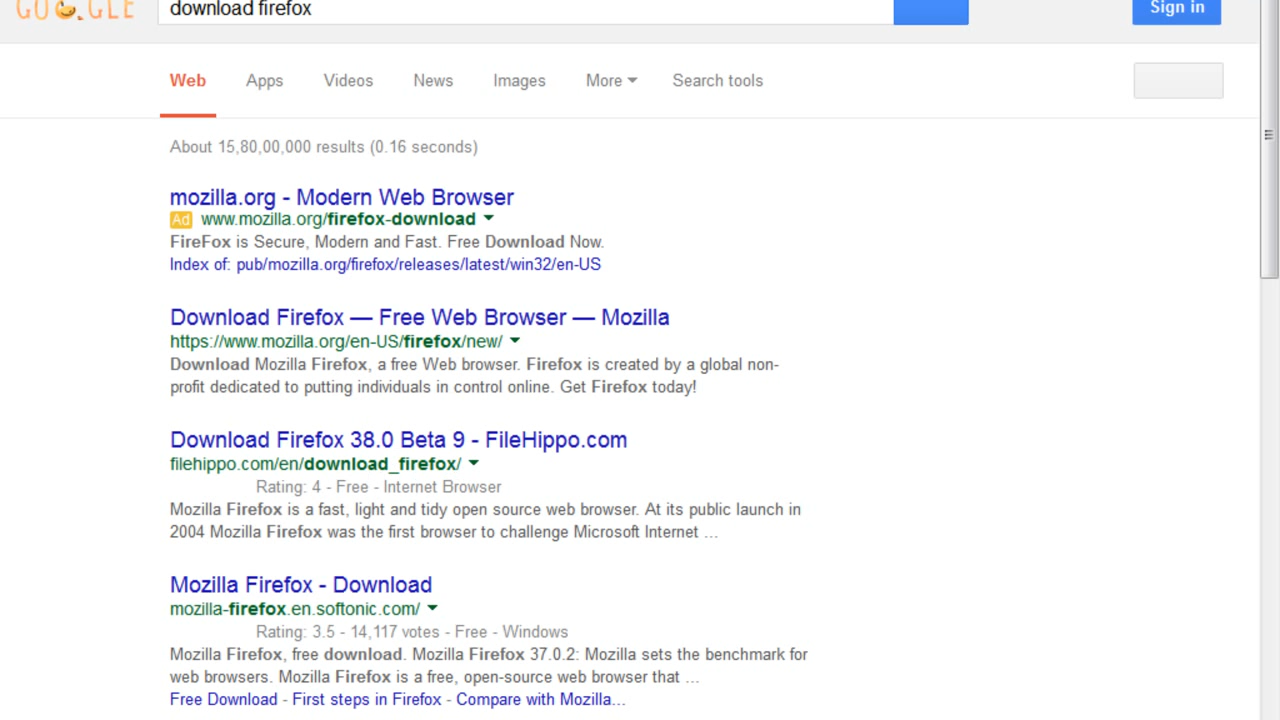 GOOGLE
download firefox
Sign in
Web Apps Videos News Images More Search tools
About 15,80,00,000 results (0.16 seconds)
mozilla.org - Modern Web Browser
Ad www.mozilla.org/firefox-download
FireFox is Secure, Modern and Fast. Free Download Now.
Index of: pub/mozilla.org/firefox/releases/latest/win32/en-US
Download Firefox — Free Web Browser — Mozilla
https://www.mozilla.org/en-US/firefox/new/
Download Mozilla Firefox, a free Web browser. Firefox is created by a global non-
profit dedicated to putting individuals in control online. Get Firefox today!
Download Firefox 38.0 Beta 9 - FileHippo.com
filehippo.com/en/download_firefox/
Rating: 4 - Free - Internet Browser
Mozilla Firefox is a fast, light and tidy open source web browser. At its public launch in
2004 Mozilla Firefox was the first browser to challenge Microsoft Internet ...
Mozilla Firefox - Download
mozilla-firefox.en.softonic.com/
Rating: 3.5 - 14,117 votes - Free - Windows
Mozilla Firefox, free download. Mozilla Firefox 37.0.2: Mozilla sets the benchmark for
web browsers. Mozilla Firefox is a free, open-source web browser that ...
Free Download - First steps in Firefox - Compare with Mozilla...